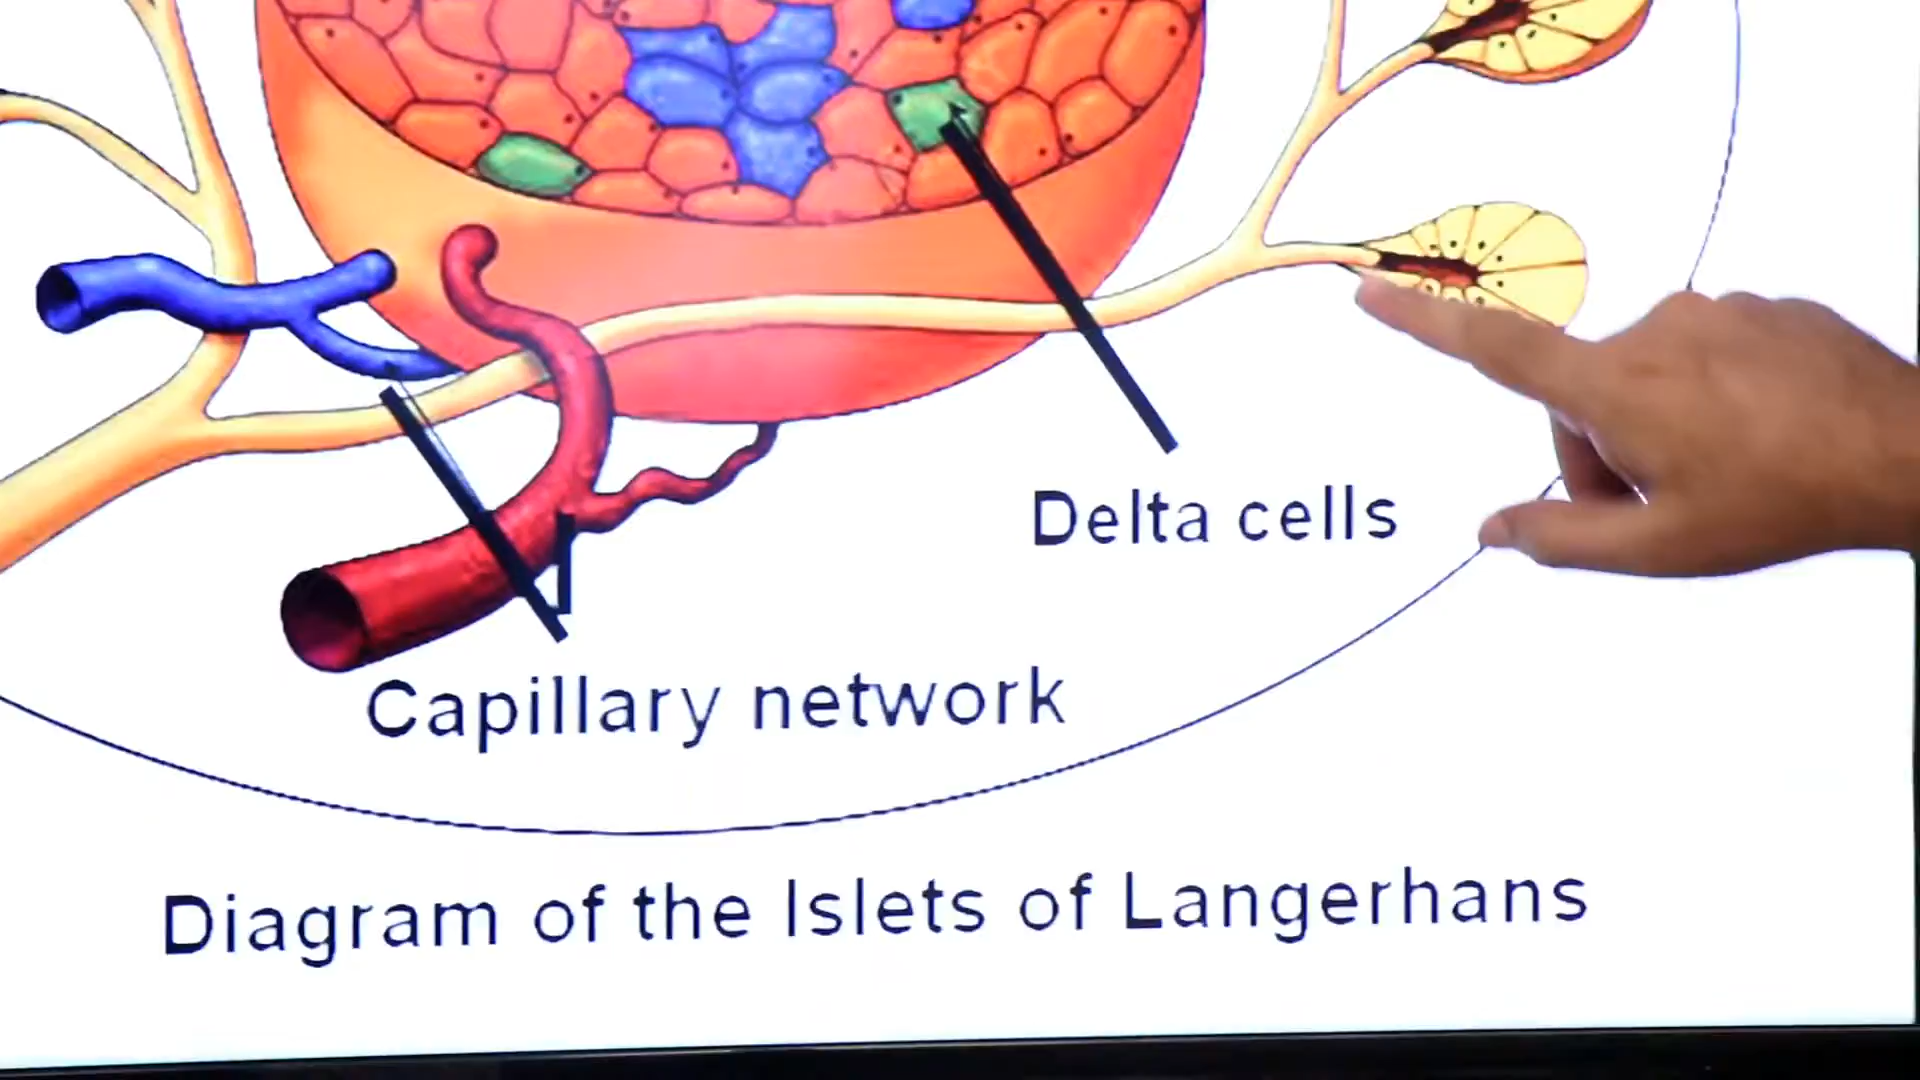 Delta cells
Capillary network
Diagram of the Islets of Langerhans